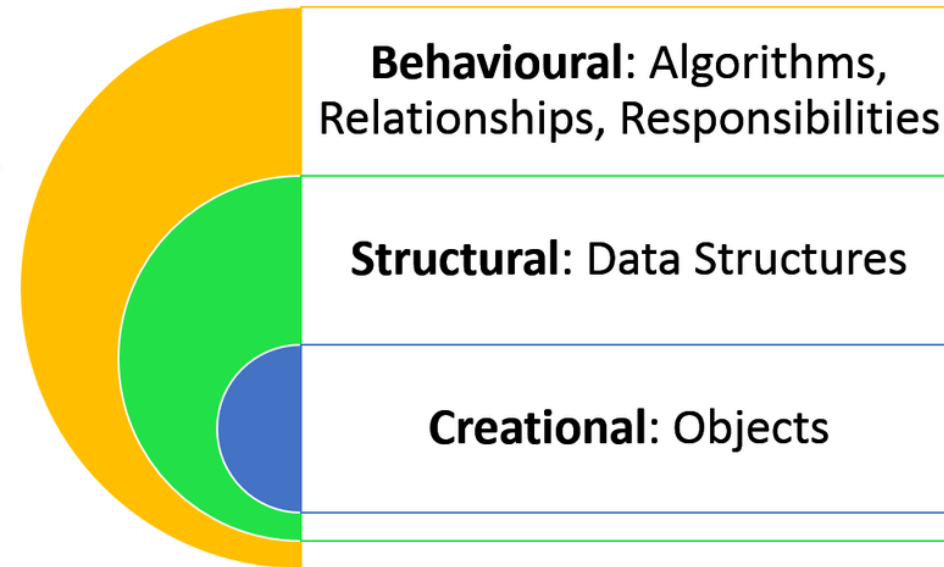 Behavioural: Algorithms,
Relationships, Responsibilities
Structural: Data Structures
Creational: Objects